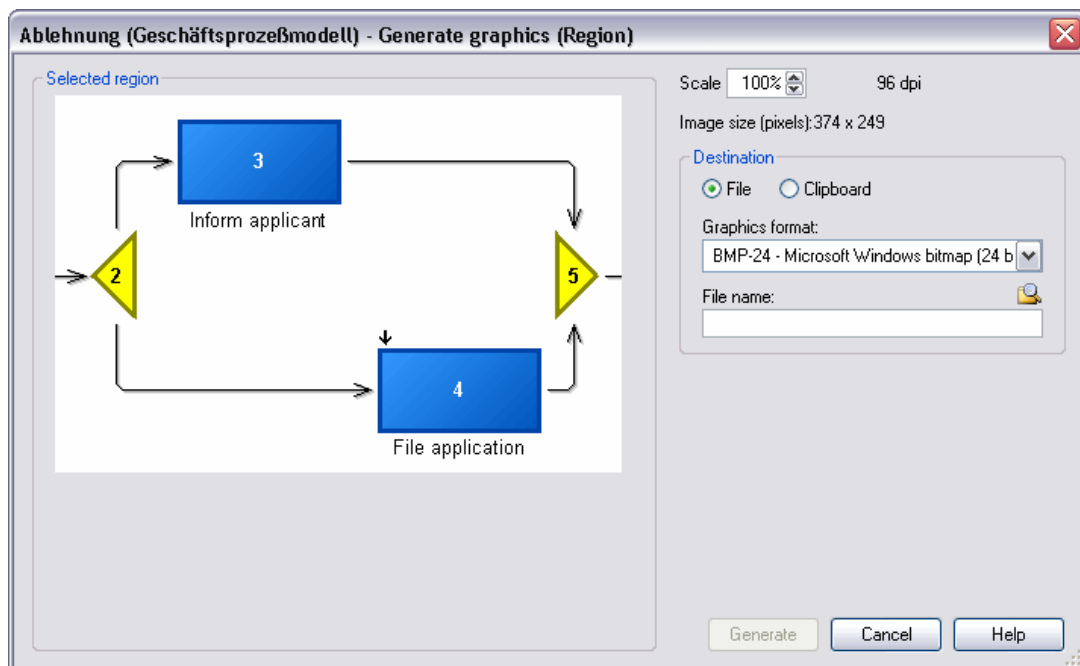 Ablehnung (Geschäftsprozeßmodell) - Generate graphics (Region)
Selected region
3
Inform applicant
2
5
4
File application
Scale 100% 96 dpi
Image size (pixels):374 x 249
Destination
File Clipboard
Graphics format:
BMP-24 - Microsoft Windows bitmap (24 b
File name:
Generate Cancel Help